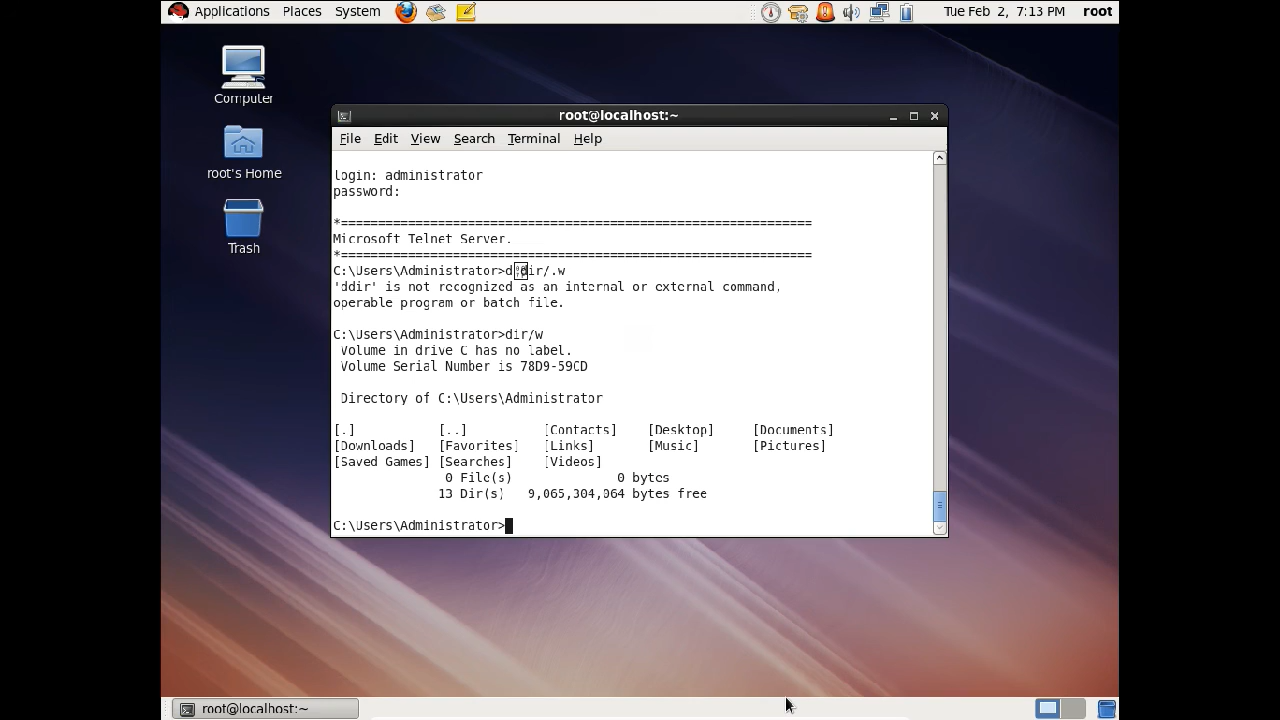 Applications Places System Tue Feb 2, 7:13 PM root
Computer
root's Home
Trash
root@localhost:~
File Edit View Search Terminal Help
login: administrator
password:
*===============================================================
Microsoft Telnet Server.
*===============================================================
C:\Users\Administrator>ddir/.w
'ddir' is not recognized as an internal or external command,
operable program or batch file.
C:\Users\Administrator>dir/w
Volume in drive C has no label.
Volume Serial Number is 78D9-59CD
Directory of C:\Users\Administrator
[.] [..] [Contacts] [Desktop] [Documents]
[Downloads] [Favorites] [Links] [Music] [Pictures]
[Saved Games] [Searches] [Videos]
0 File(s) 0 bytes
13 Dir(s) 9,065,304,064 bytes free
C:\Users\Administrator>
root@localhost:~